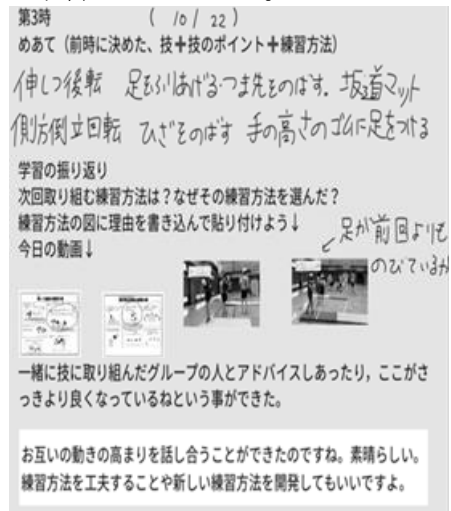 第3時 ( 10 / 22 )
めあて（前時に決めた、技＋技のポイント＋練習方法）
伸しつ後転 足をふりあげる・つま先をのばす. 坂道マット
側方倒立回転 ひざをのばす 手の高さのゴムに足をつける
学習の振り返り
次回取り組む練習方法は？なぜその練習方法を選んだ？
練習方法の図に理由を書き込んで貼り付けよう↓
今日の動画↓
足が前回よりも
のびているか
一緒に技に取り組んだグループの人とアドバイスしあったり，ここがさ
っきより良くなっているねという事ができた。
お互いの動きの高まりを話し合うことができたのですね。素晴らしい。
練習方法を工夫することや新しい練習方法を開発してもいいですよ。